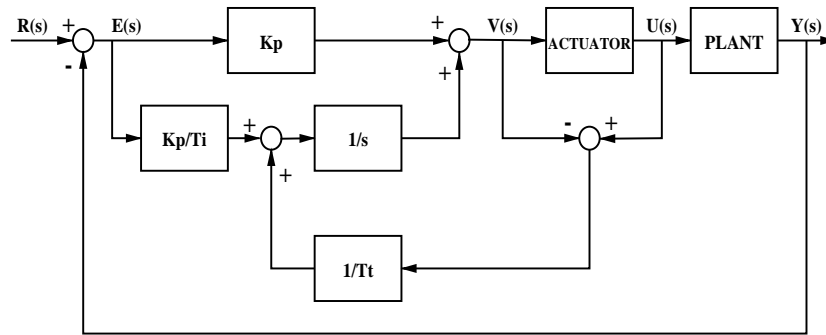 R(s) + E(s) Kp + V(s) ACTUATOR U(s) PLANT Y(s)
- +
Kp/Ti + 1/s - +
+
1/Tt